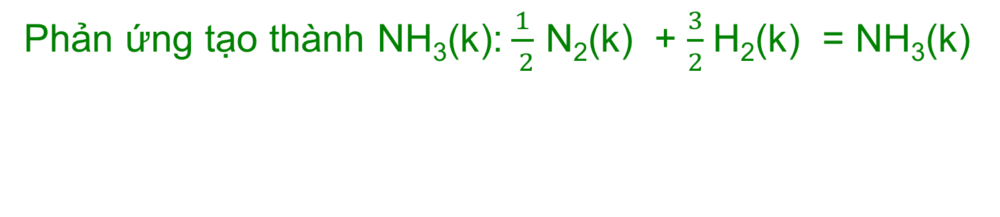 Phản ứng tạo thành NH₃(k): 1/2 N₂(k) + 3/2 H₂(k) = NH₃(k)